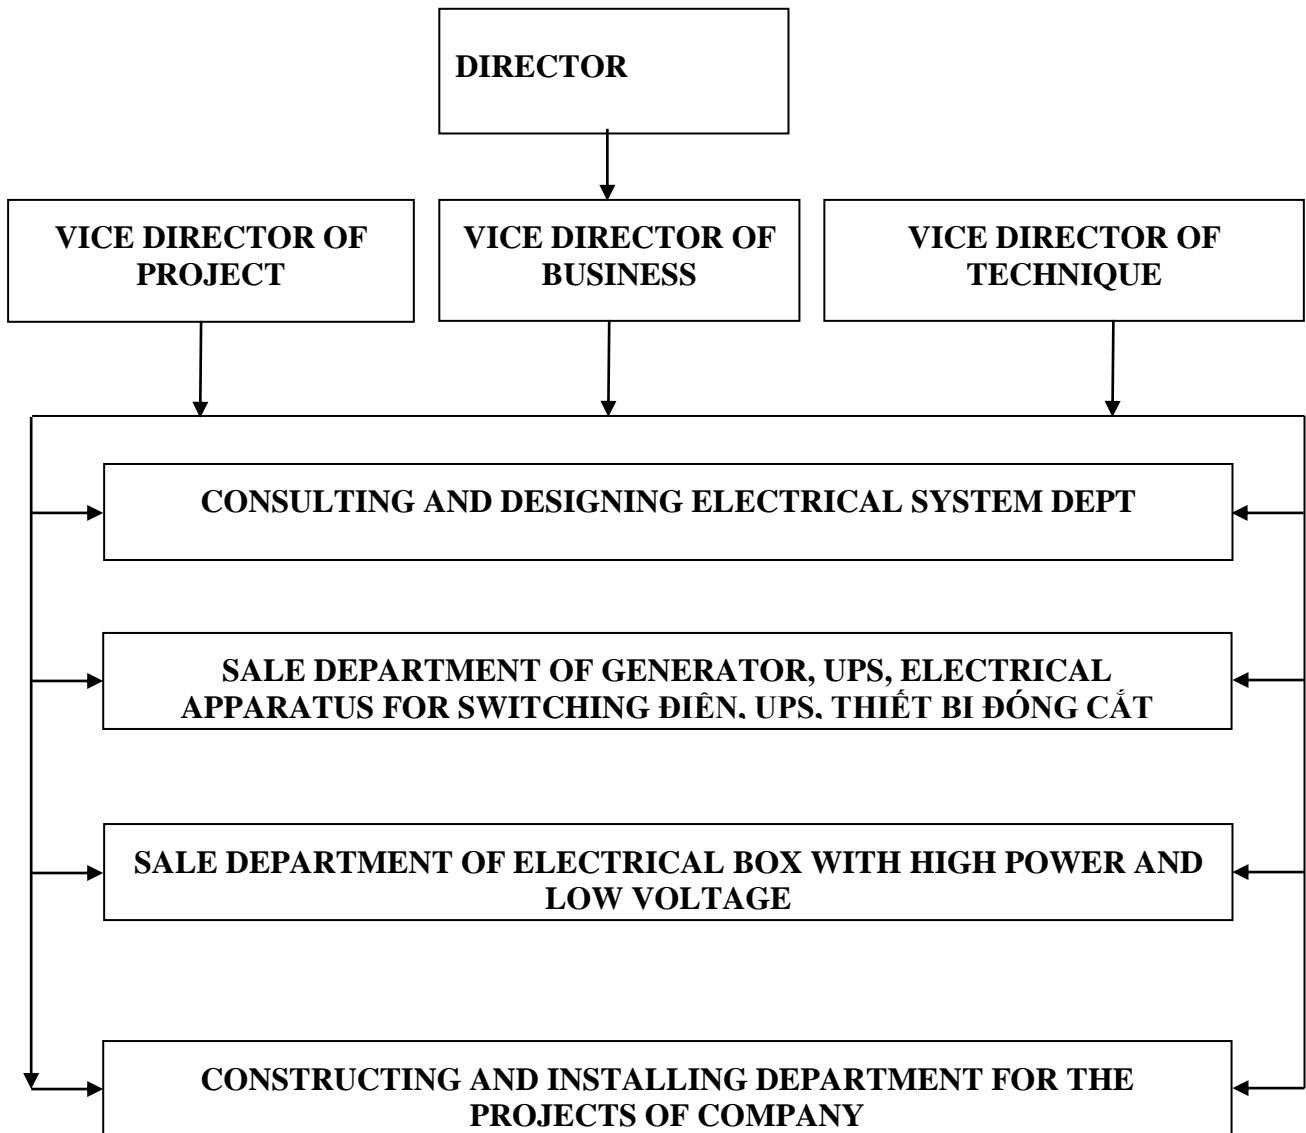 DIRECTOR
VICE DIRECTOR OF
PROJECT
VICE DIRECTOR OF
BUSINESS
VICE DIRECTOR OF
TECHNIQUE
CONSULTING AND DESIGNING ELECTRICAL SYSTEM DEPT
SALE DEPARTMENT OF GENERATOR, UPS, ELECTRICAL
APPARATUS FOR SWITCHING ĐIỆN, UPS, THIẾT BỊ ĐÓNG CẮT
SALE DEPARTMENT OF ELECTRICAL BOX WITH HIGH POWER AND
LOW VOLTAGE
CONSTRUCTING AND INSTALLING DEPARTMENT FOR THE
PROJECTS OF COMPANY